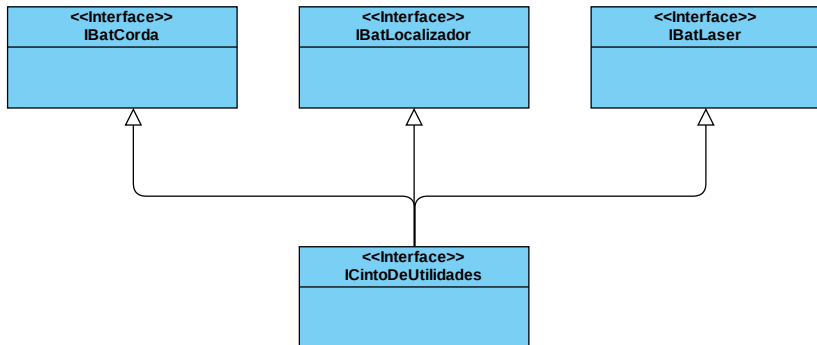 <<Interface>>
IBatCorda
<<Interface>>
IBatLocalizador
<<Interface>>
IBatLaser
<<Interface>>
ICintoDeUtilidades